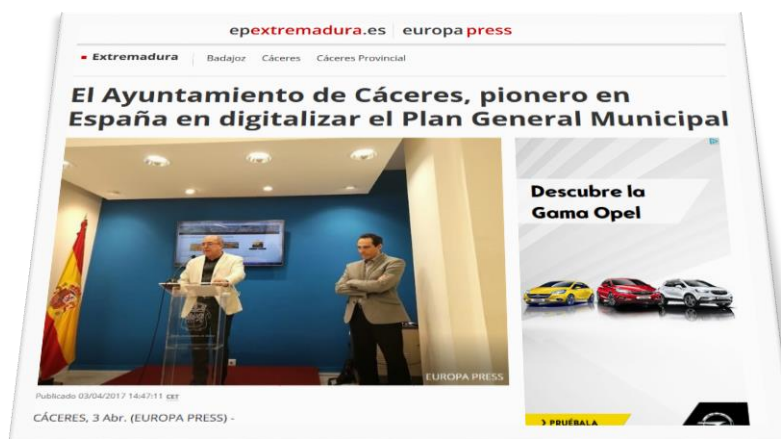 epextremadura.es europa press
Extremadura Badajoz Cáceres Cáceres Provincial
El Ayuntamiento de Cáceres, pionero en
España en digitalizar el Plan General Municipal
Descubre la
Gama Opel
EUROPA PRESS
Publicado 03/04/2017 14:47:11 CET
CÁCERES, 3 Abr. (EUROPA PRESS) -
PRUÉBALA